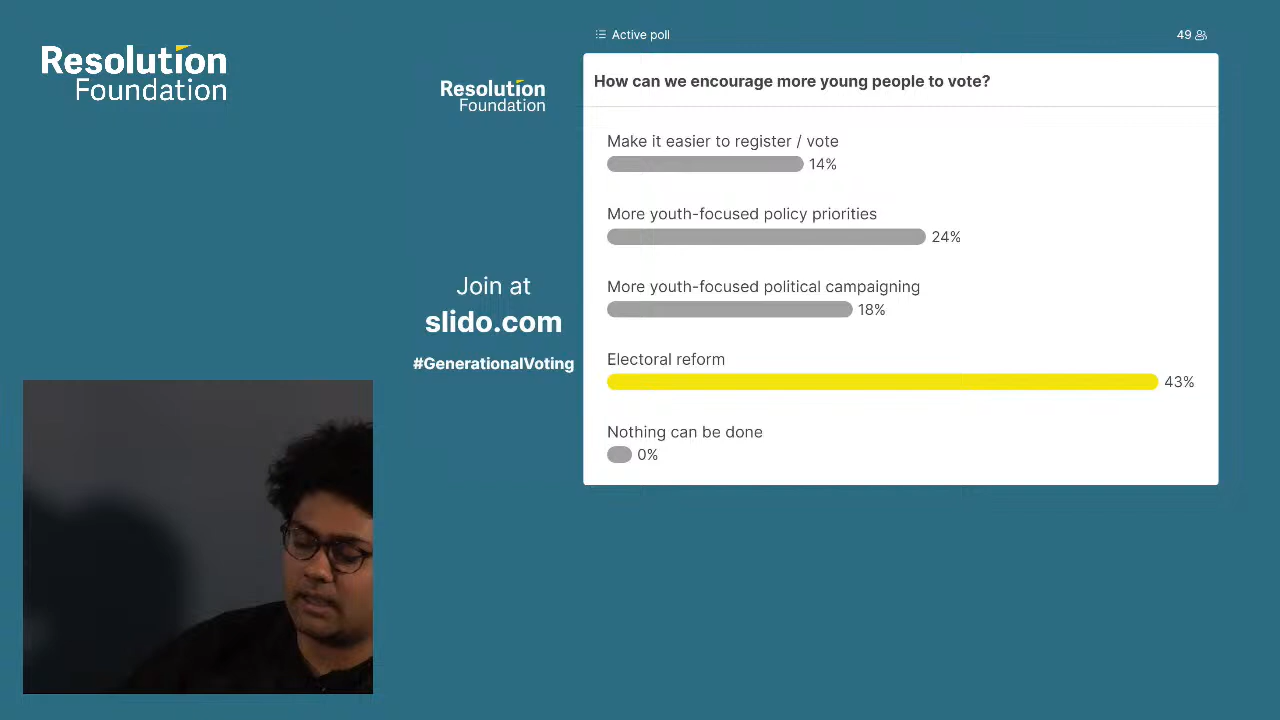 Resolution
Foundation
Active poll
49
Resolution
Foundation
How can we encourage more young people to vote?
Make it easier to register / vote
14%
More youth-focused policy priorities
24%
More youth-focused political campaigning
18%
Electoral reform
43%
Nothing can be done
0%
Join at
slido.com
#GenerationalVoting